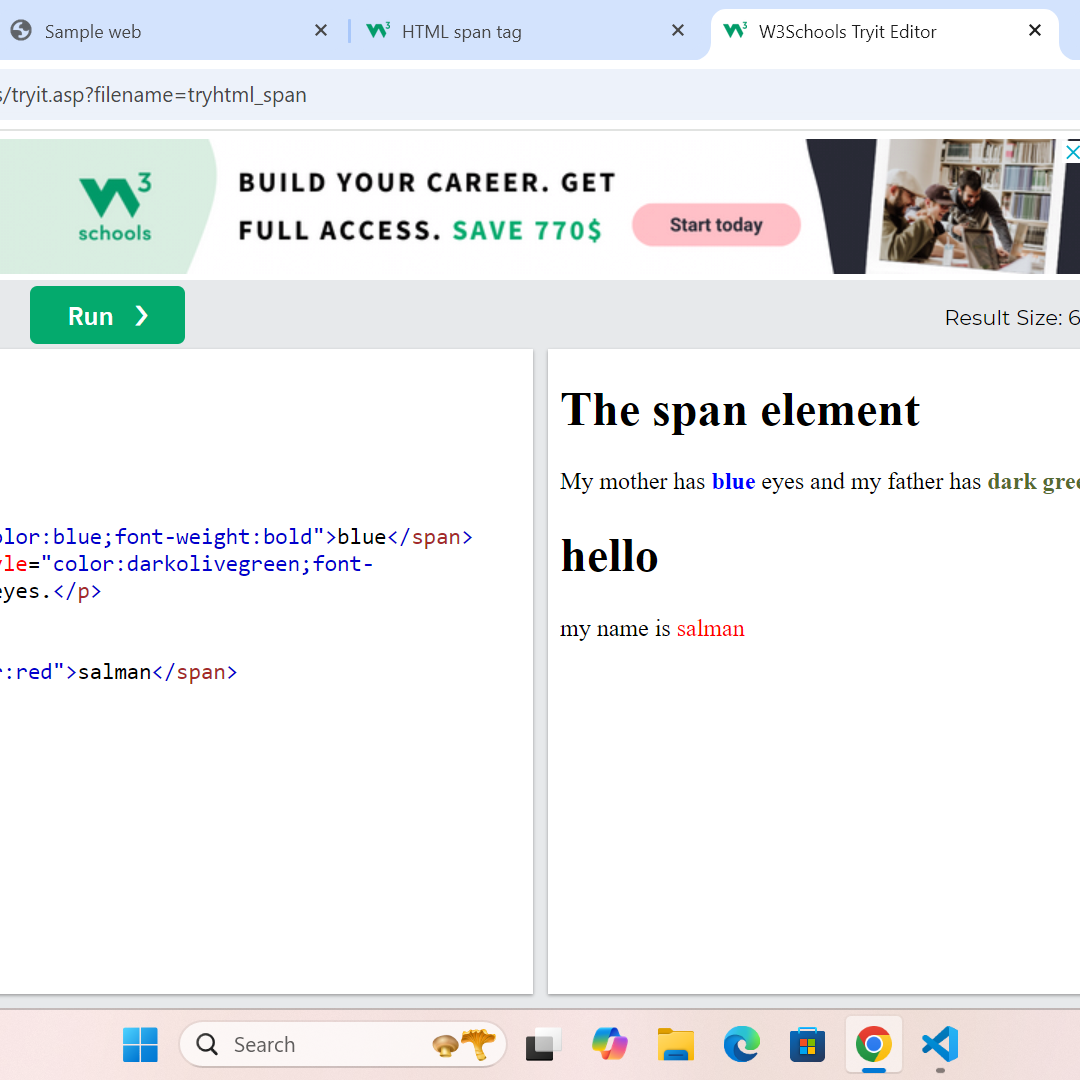 Sample web
HTML span tag
W3Schools Tryit Editor
s/tryit.asp?filename=tryhtml_span
W3
schools
BUILD YOUR CAREER. GET
FULL ACCESS. SAVE 770$
Start today
Run ❯
Result Size: 6
olor:blue;font-weight:bold">blue</span>
yle="color:darkolivegreen;font-
eyes.</p>
r:red">salman</span>
The span element
My mother has blue eyes and my father has dark gree
hello
my name is salman
Search